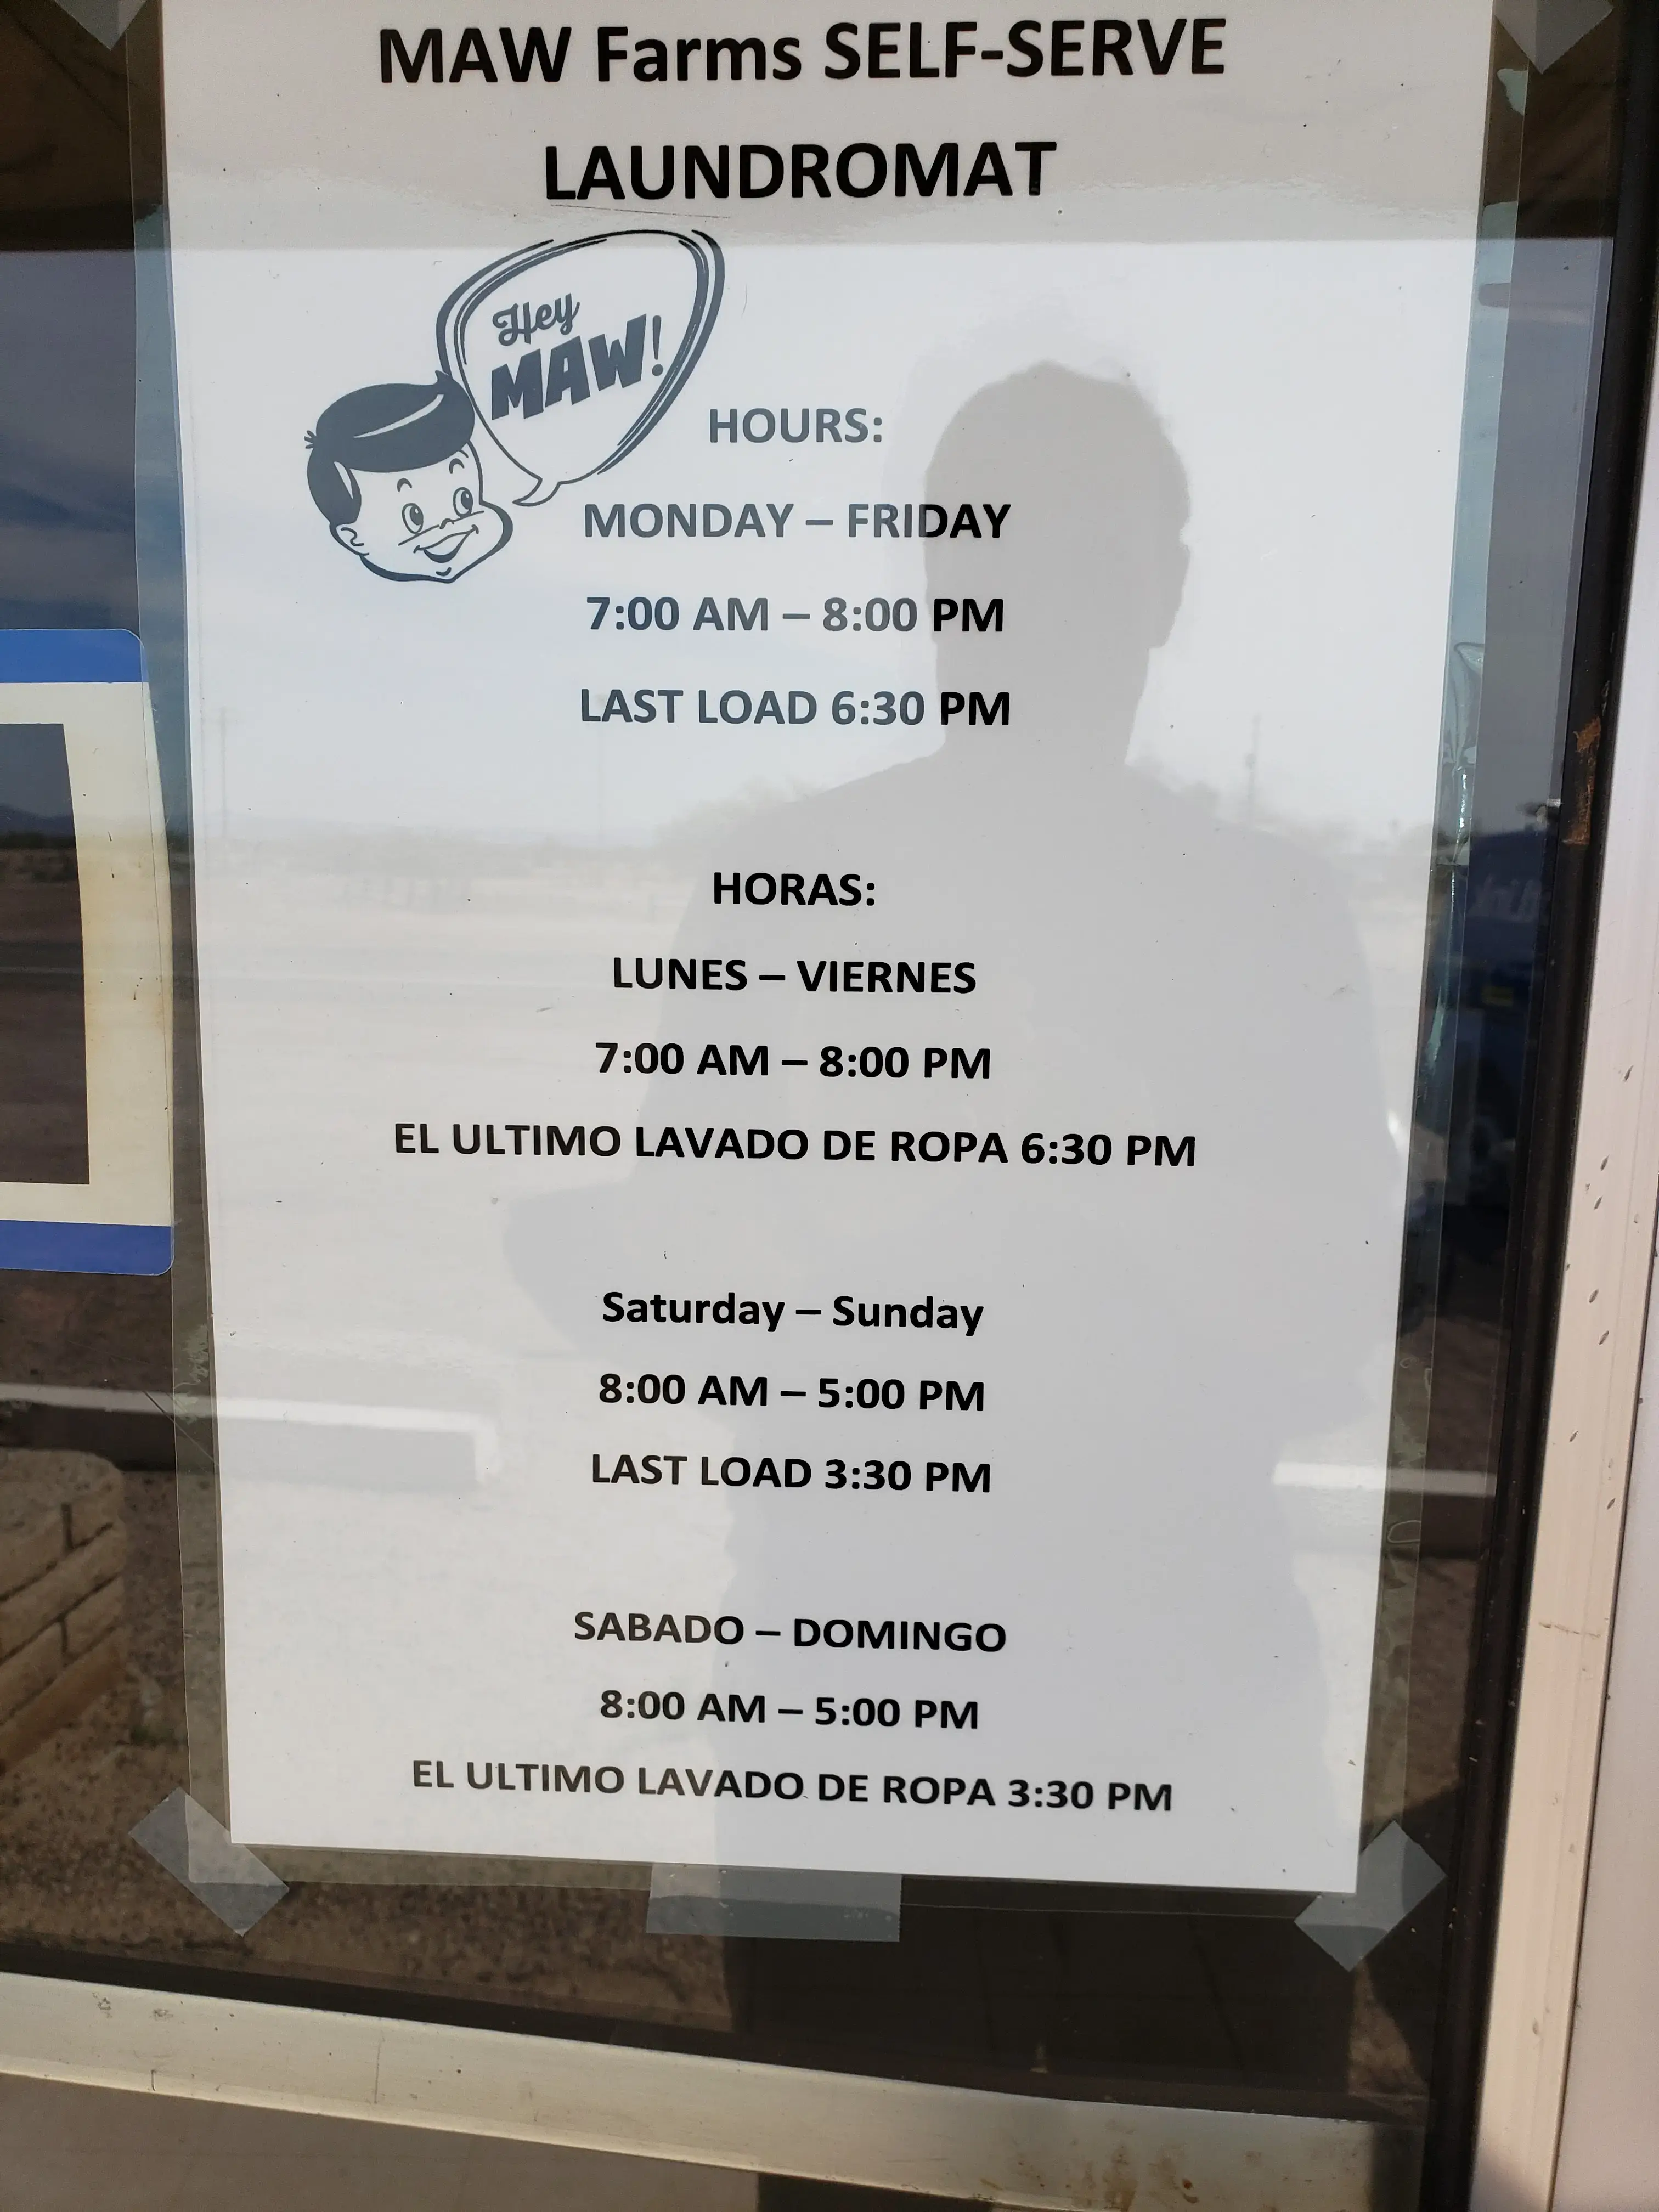 MAW Farms SELF-SERVE
LAUNDROMAT
Hey
MAW!
HOURS:
MONDAY – FRIDAY
7:00 AM – 8:00 PM
LAST LOAD 6:30 PM
HORAS:
LUNES – VIERNES
7:00 AM – 8:00 PM
EL ULTIMO LAVADO DE ROPA 6:30 PM
Saturday – Sunday
8:00 AM – 5:00 PM
LAST LOAD 3:30 PM
SABADO – DOMINGO
8:00 AM – 5:00 PM
EL ULTIMO LAVADO DE ROPA 3:30 PM